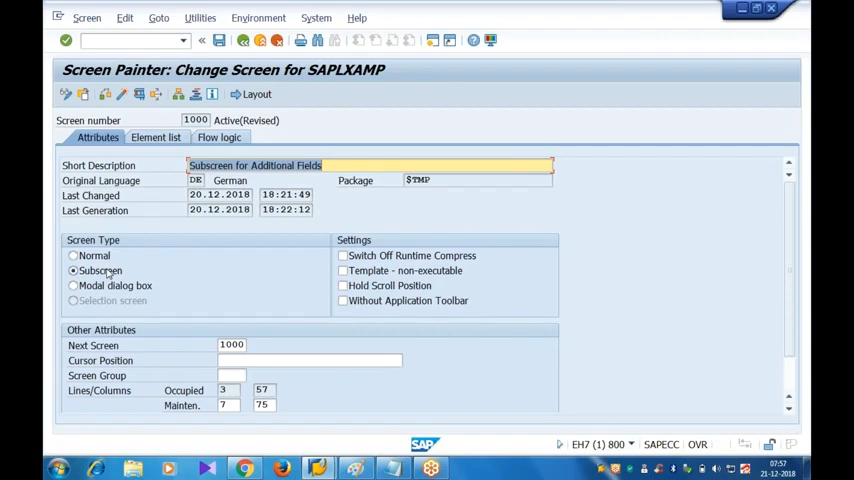 Screen Edit Goto Utilities Environment System Help
Screen Painter: Change Screen for SAPLXAMP
Layout
Screen number 1000 Active(Revised)
Attributes Element list Flow logic
Short Description Subscreen for Additional Fields
Original Language DE German Package $TMP
Last Changed 20.12.2018 18:21:49
Last Generation 20.12.2018 18:22:12
Screen Type Settings
Normal Switch Off Runtime Compress
Subscreen Template - non-executable
Modal dialog box Hold Scroll Position
Selection screen Without Application Toolbar
Other Attributes
Next Screen 1000
Cursor Position
Screen Group
Lines/Columns Occupied 3 57
Mainten. 7 75
SAP EH7 (1) 800 SAPECC OVR
07:57
21-12-2018